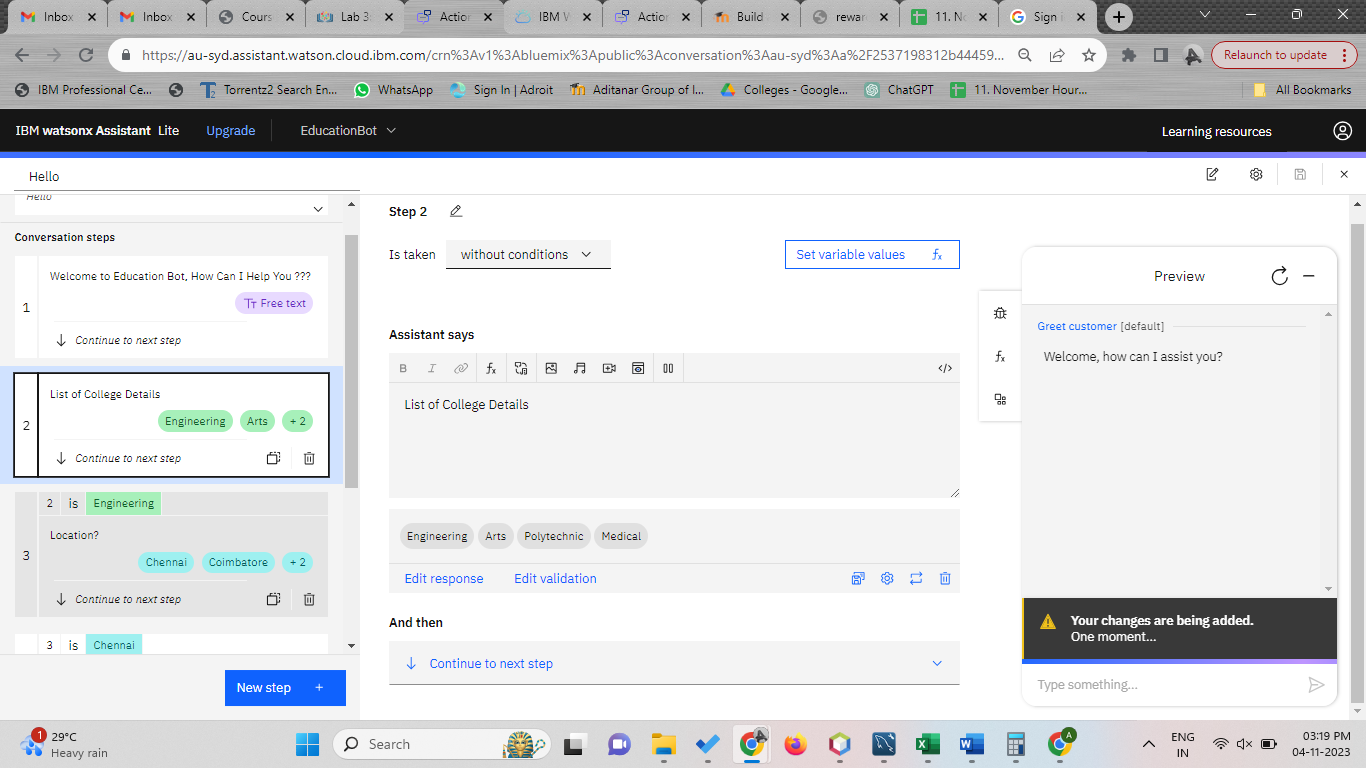 Inbox
Inbox
Cours
Lab 3
Action
IBM W
Action
Build
rewar
11. No
Sign i
https://au-syd.assistant.watson.cloud.ibm.com/crn%3Av1%3Abluemix%3Apublic%3Aconversation%3Aau-syd%3Aa%2F2537198312b44459...
Relaunch to update
IBM Professional Ce...
Torrentz2 Search En...
WhatsApp
Sign In | Adroit
Aditanar Group of I...
Colleges - Google...
ChatGPT
11. November Hour...
All Bookmarks
IBM watsonx Assistant Lite
Upgrade
EducationBot
Learning resources
Hello
Hello
Conversation steps
1
Welcome to Education Bot, How Can I Help You ???
Free text
Continue to next step
2
List of College Details
Engineering Arts + 2
Continue to next step
2 is Engineering
3
Location?
Chennai Coimbatore + 2
Continue to next step
3 is Chennai
New step +
Step 2
Is taken without conditions
Set variable values fx
Assistant says
B I fx </>
List of College Details
Engineering Arts Polytechnic Medical
Edit response Edit validation
And then
Continue to next step
fx
Preview
Greet customer [default]
Welcome, how can I assist you?
Your changes are being added.
One moment...
Type something...
1
29°C
Heavy rain
Search
A
ENG
IN
03:19 PM
04-11-2023